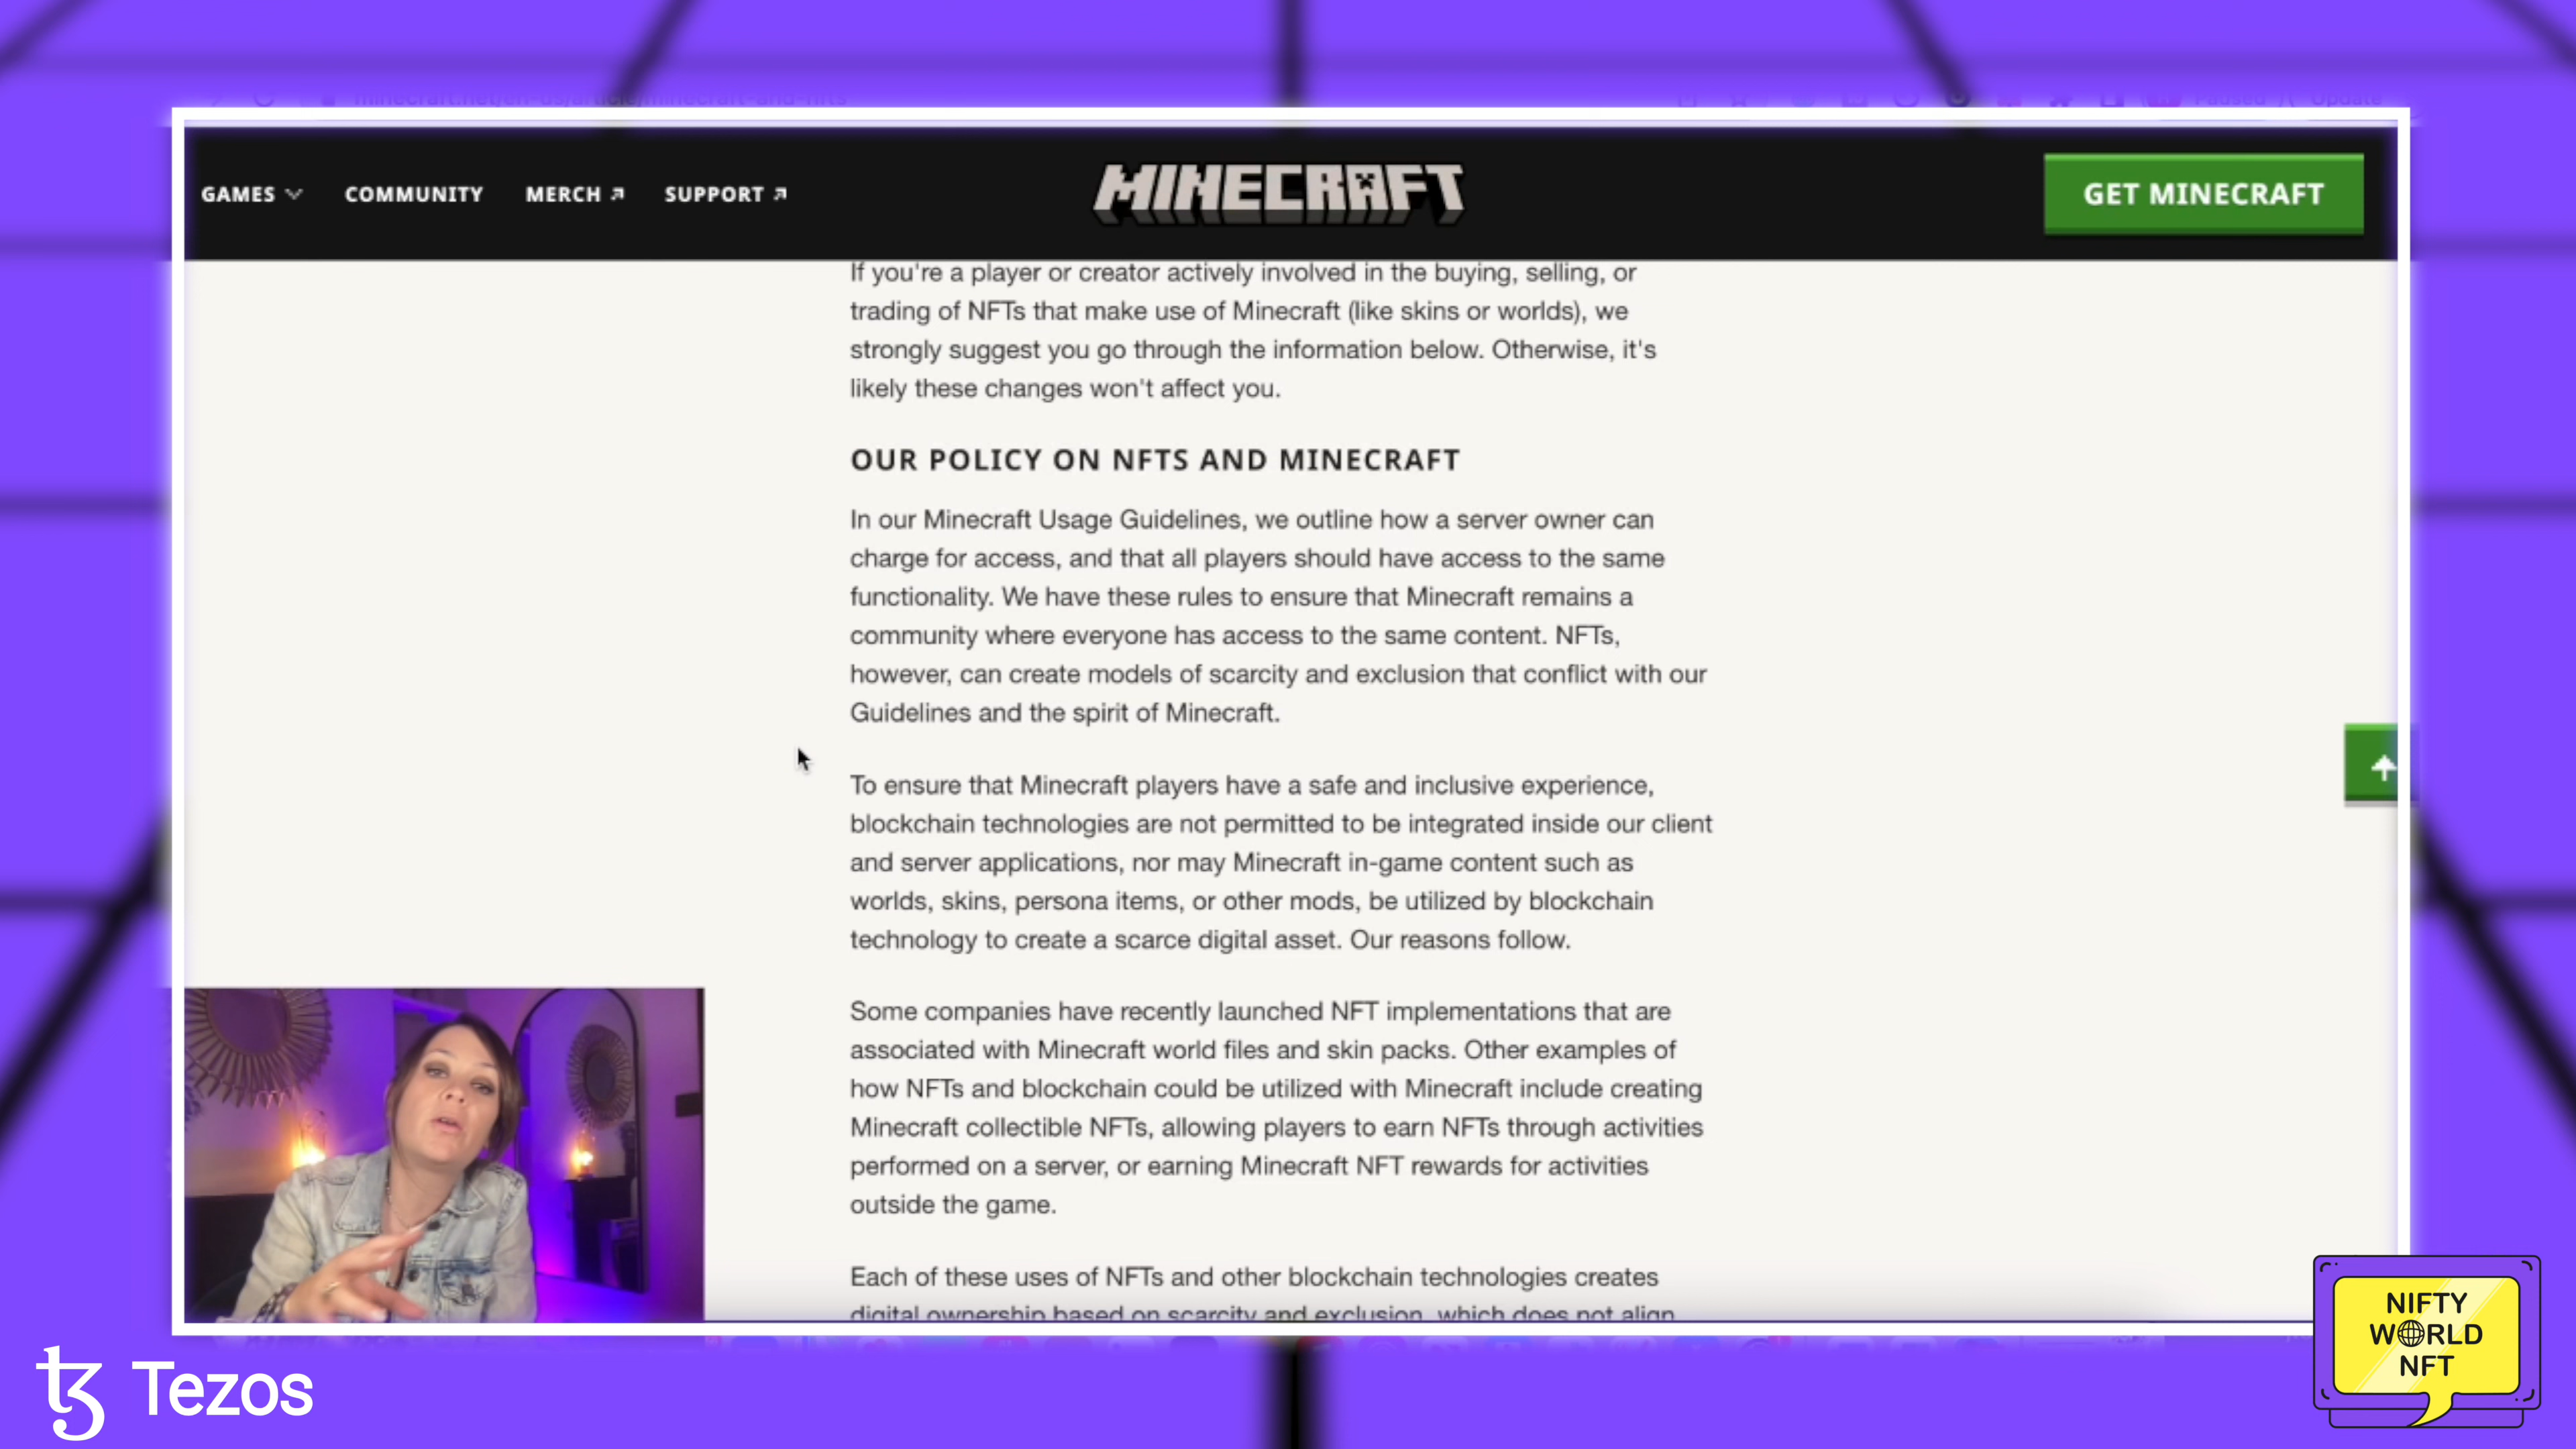 minecraft.net/en-us/article/minecraft-and-nfts
Paused
Update
GAMES
COMMUNITY
MERCH
SUPPORT
MINECRAFT
GET MINECRAFT
If you're a player or creator actively involved in the buying, selling, or
trading of NFTs that make use of Minecraft (like skins or worlds), we
strongly suggest you go through the information below. Otherwise, it's
likely these changes won't affect you.
OUR POLICY ON NFTS AND MINECRAFT
In our Minecraft Usage Guidelines, we outline how a server owner can
charge for access, and that all players should have access to the same
functionality. We have these rules to ensure that Minecraft remains a
community where everyone has access to the same content. NFTs,
however, can create models of scarcity and exclusion that conflict with our
Guidelines and the spirit of Minecraft.
To ensure that Minecraft players have a safe and inclusive experience,
blockchain technologies are not permitted to be integrated inside our client
and server applications, nor may Minecraft in-game content such as
worlds, skins, persona items, or other mods, be utilized by blockchain
technology to create a scarce digital asset. Our reasons follow.
Some companies have recently launched NFT implementations that are
associated with Minecraft world files and skin packs. Other examples of
how NFTs and blockchain could be utilized with Minecraft include creating
Minecraft collectible NFTs, allowing players to earn NFTs through activities
performed on a server, or earning Minecraft NFT rewards for activities
outside the game.
Each of these uses of NFTs and other blockchain technologies creates
digital ownership based on scarcity and exclusion, which does not align
Tezos
NIFTY
WORLD
NFT